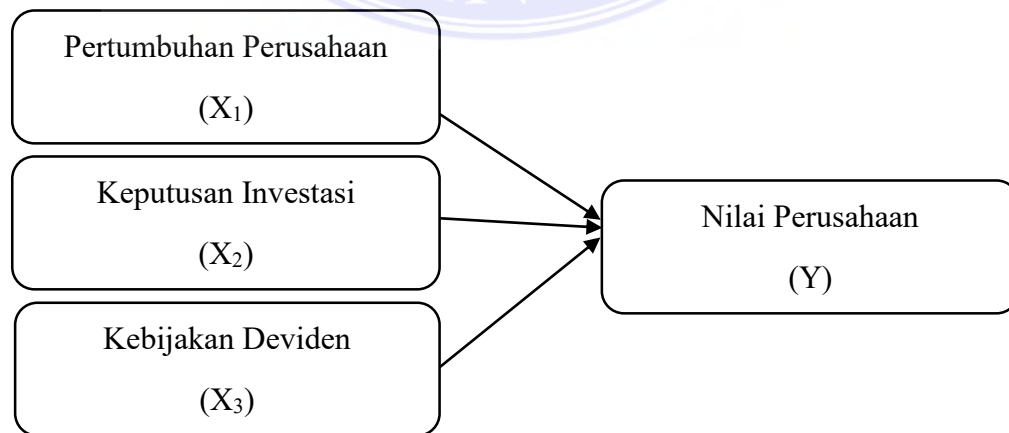 Pertumbuhan Perusahaan
(X₁)
Keputusan Investasi
(X₂)
Kebijakan Deviden
(X₃)
Nilai Perusahaan
(Y)